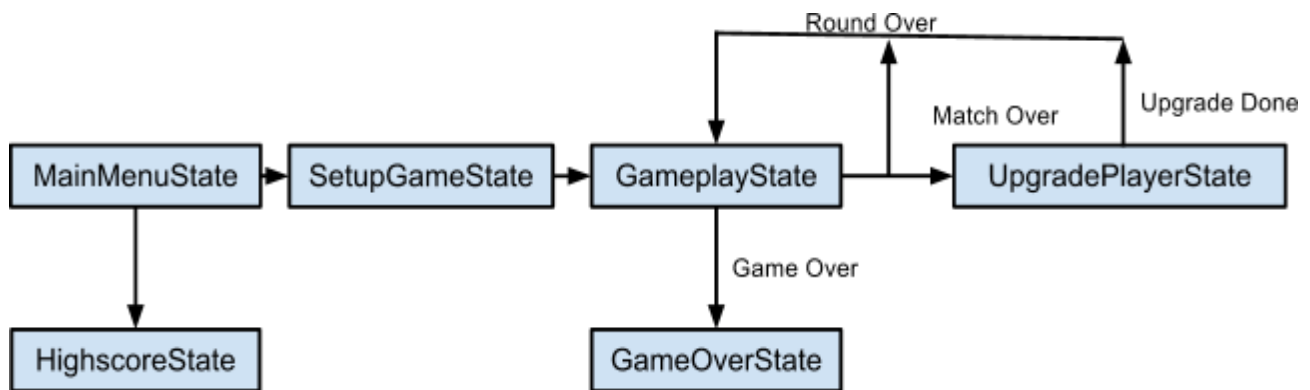 Round Over
Upgrade Done
Match Over
MainMenuState
SetupGameState
GameplayState
UpgradePlayerState
Game Over
HighscoreState
GameOverState